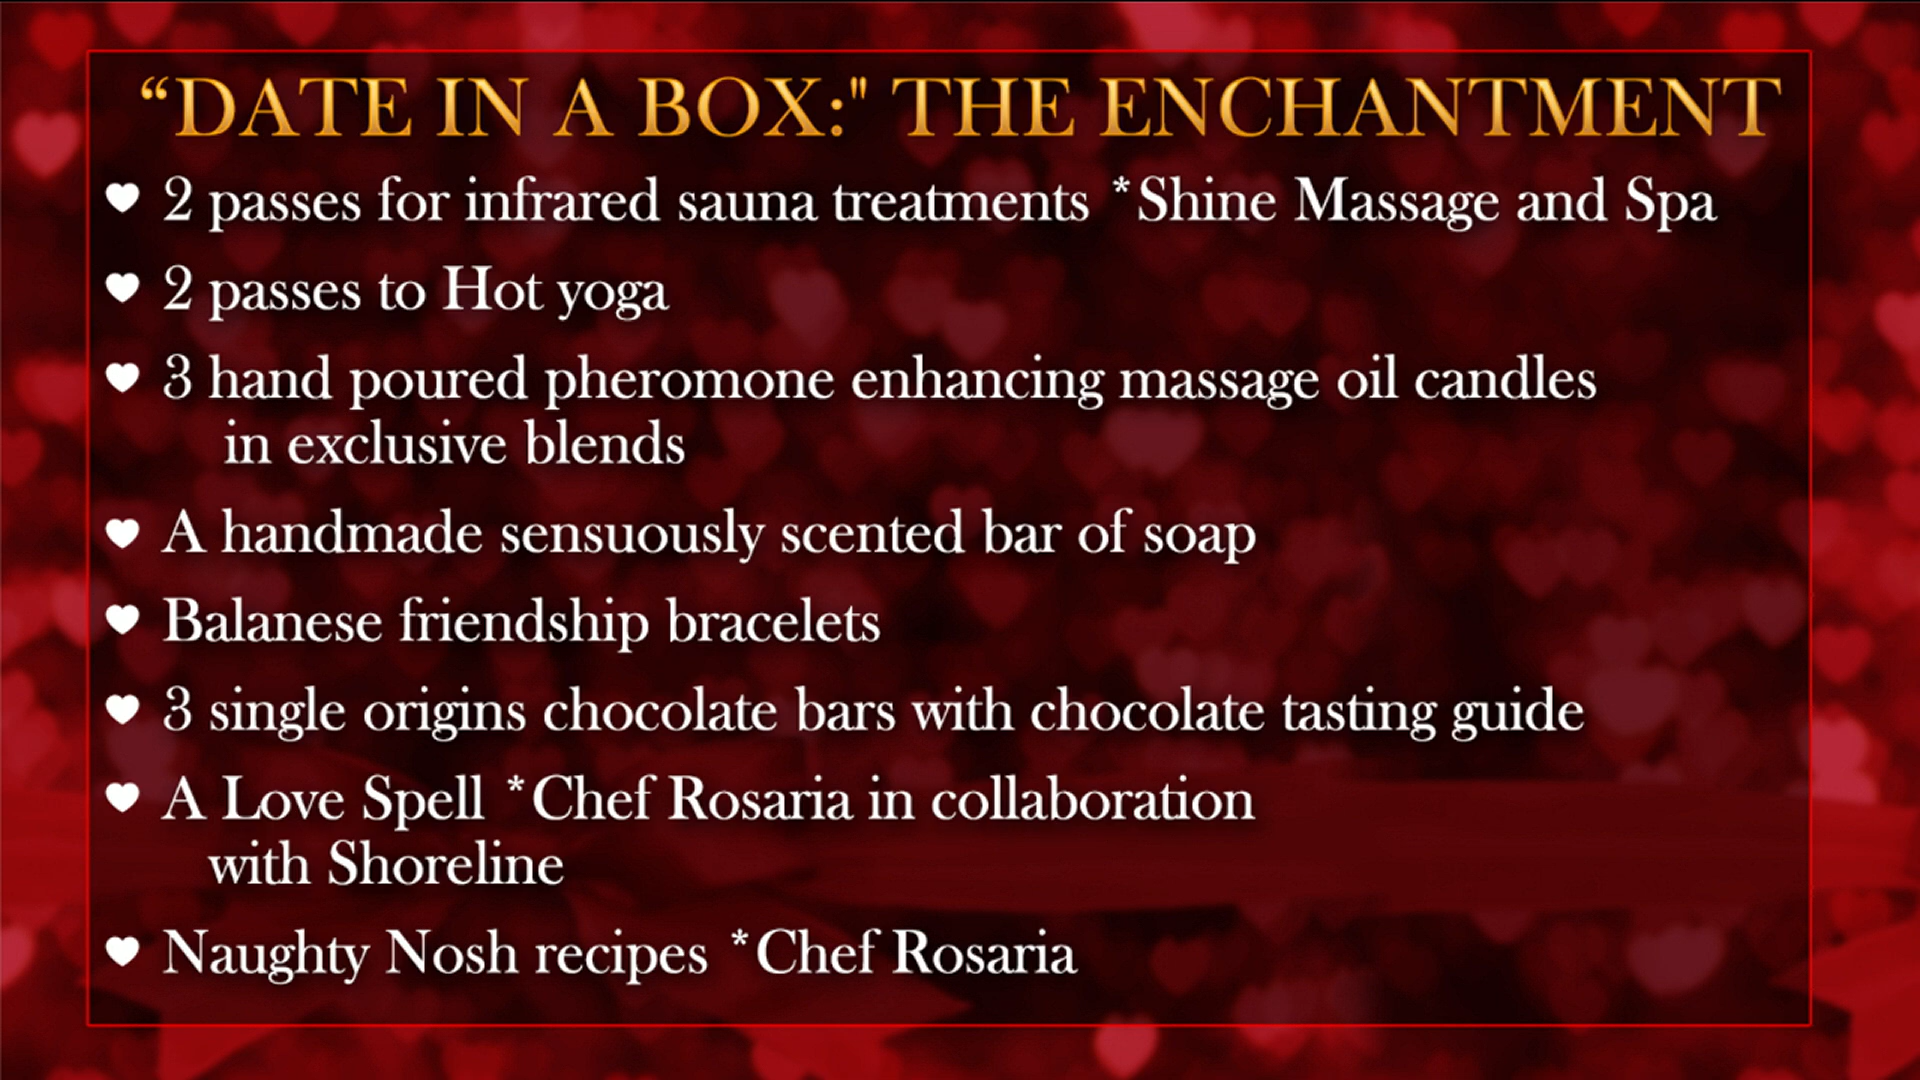 “DATE IN A BOX:" THE ENCHANTMENT
2 passes for infrared sauna treatments *Shine Massage and Spa
2 passes to Hot yoga
3 hand poured pheromone enhancing massage oil candles
in exclusive blends
A handmade sensuously scented bar of soap
Balanese friendship bracelets
3 single origins chocolate bars with chocolate tasting guide
A Love Spell *Chef Rosaria in collaboration
with Shoreline
Naughty Nosh recipes *Chef Rosaria